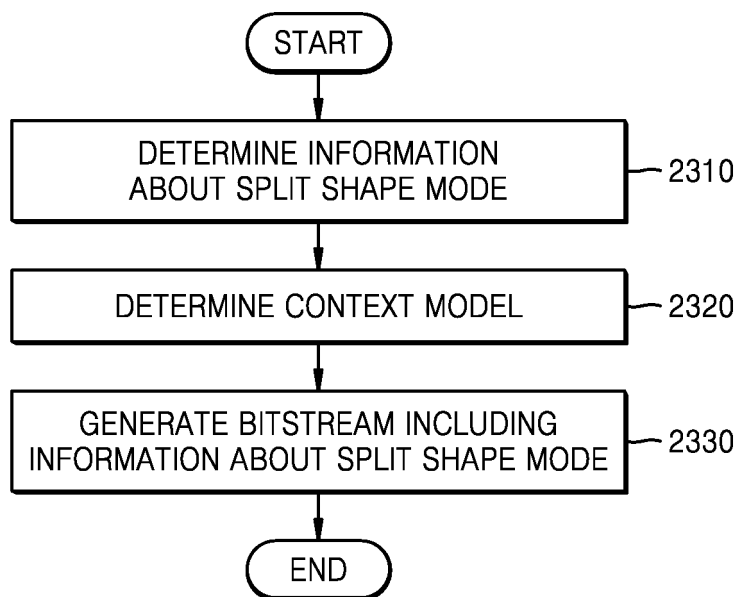 START
DETERMINE INFORMATION
ABOUT SPLIT SHAPE MODE
2310
DETERMINE CONTEXT MODEL
2320
GENERATE BITSTREAM INCLUDING
INFORMATION ABOUT SPLIT SHAPE MODE
2330
END